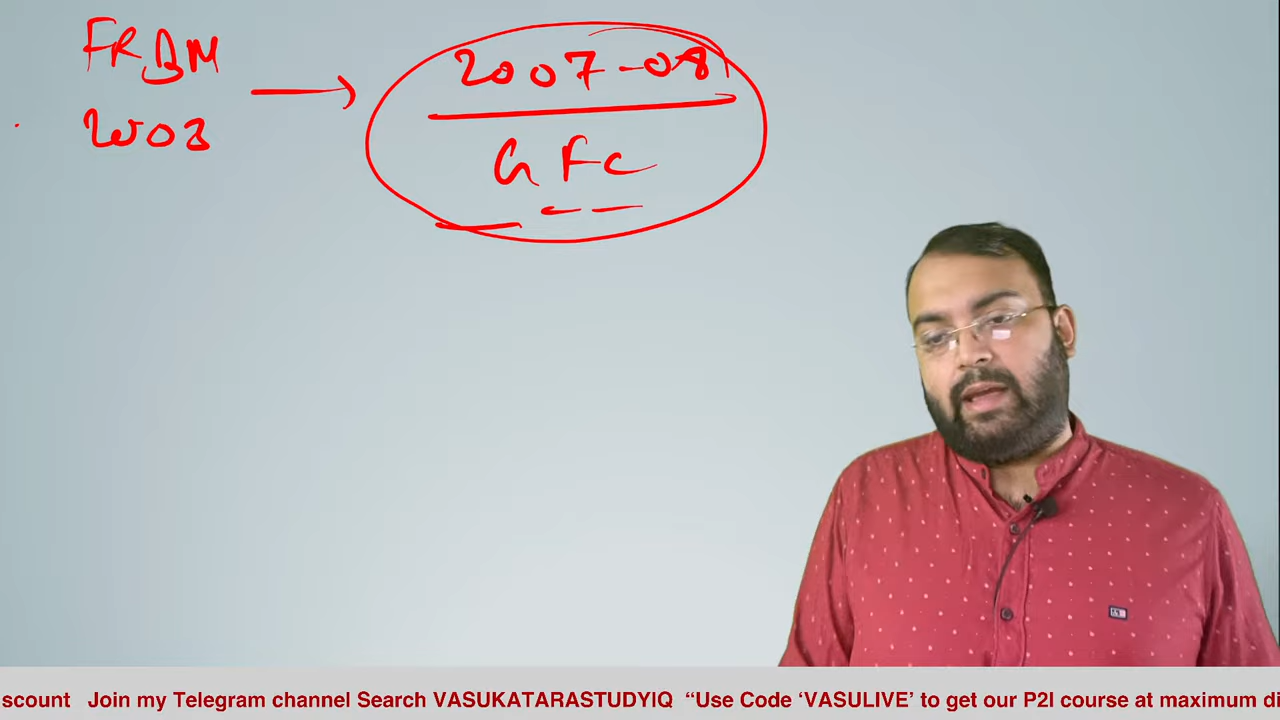 FRBM
2003
2007-08
GFC
scount Join my Telegram channel Search VASUKATARASTUDYIQ “Use Code ‘VASULIVE’ to get our P2I course at maximum di